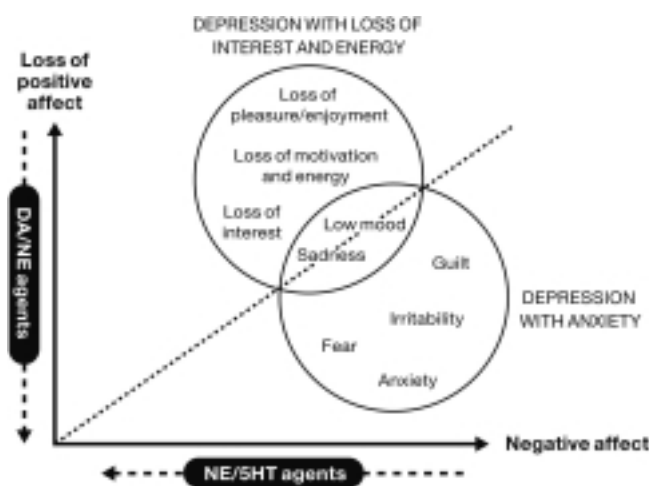 DEPRESSION WITH LOSS OF
INTEREST AND ENERGY
Loss of
positive
affect
Loss of
pleasure/enjoyment
Loss of motivation
and energy
Loss of
interest
Low mood
Sadness
Guilt
Irritability
Fear
Anxiety
DEPRESSION
WITH ANXIETY
DA/NE agents
Negative affect
NE/5HT agents